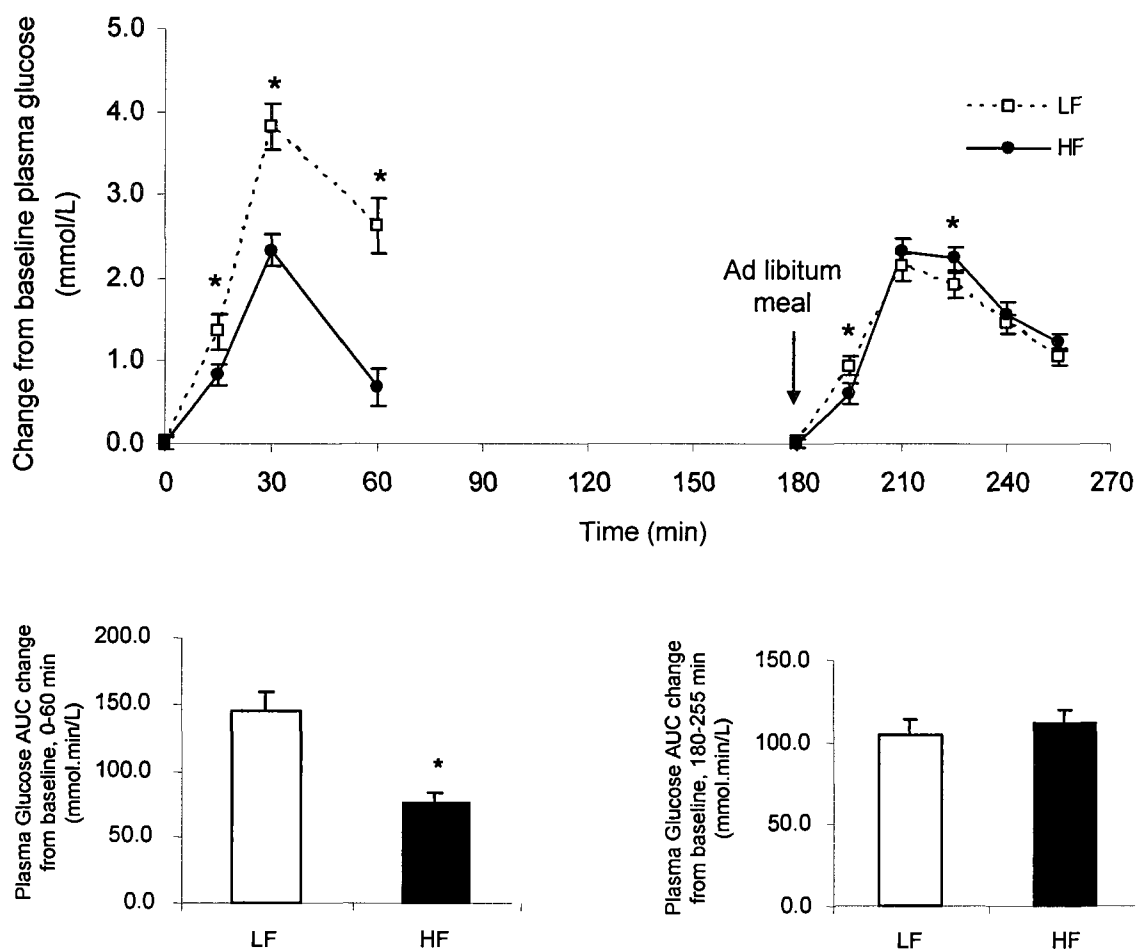 Change from baseline plasma glucose
(mmol/L)
5.0
4.0
3.0
2.0
1.0
0.0
*
*
*
*
*
Ad libitum
meal
LF
HF
0 30 60 90 120 150 180 210 240 270
Time (min)
Plasma Glucose AUC change
from baseline, 0-60 min
(mmol.min/L)
200.0
150.0
100.0
50.0
0.0
*
LF HF
Plasma Glucose AUC change
from baseline, 180-255 min
(mmol.min/L)
150.0
100.0
50.0
0.0
LF HF